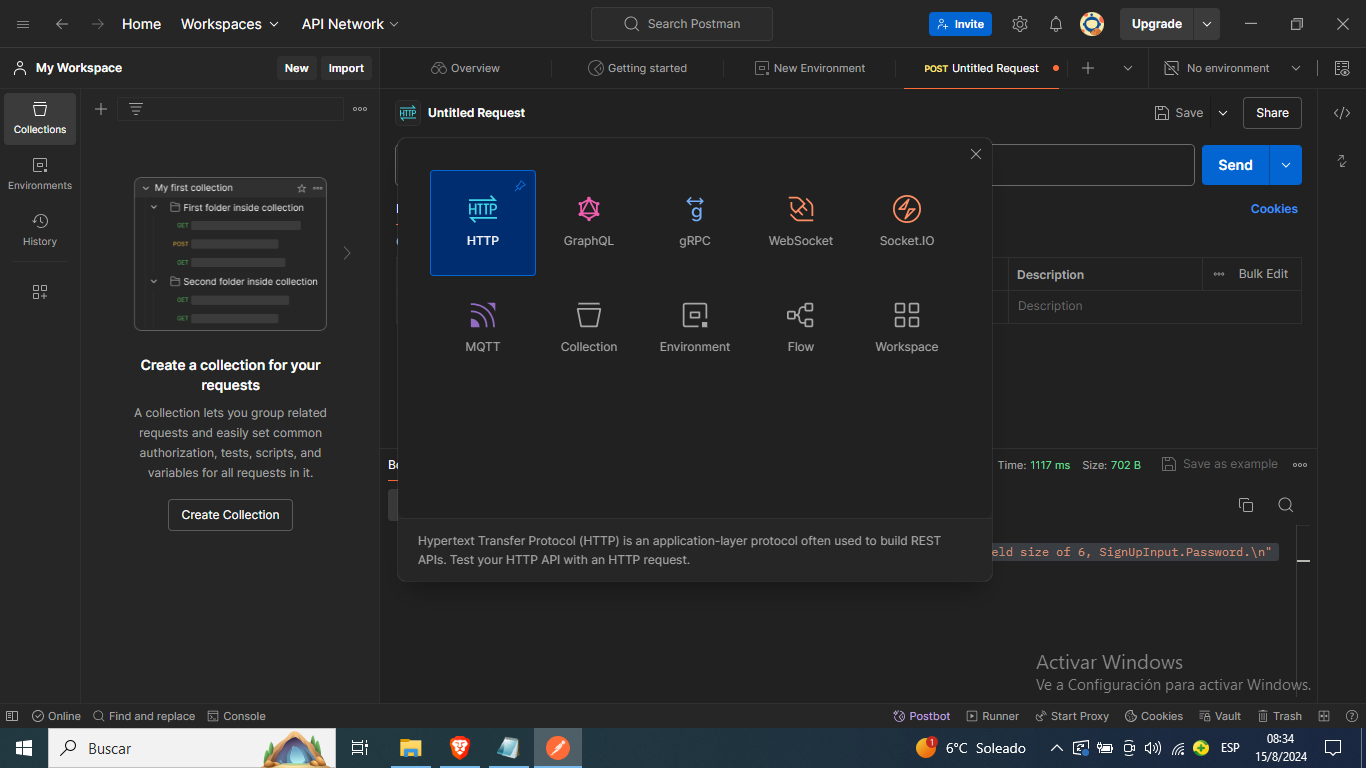 Home
Workspaces
API Network
Search Postman
Invite
Upgrade
My Workspace
New
Import
Overview
Getting started
New Environment
POST Untitled Request
No environment
Collections
Environments
History
My first collection
First folder inside collection
GET
POST
GET
Second folder inside collection
GET
GET
Create a collection for your
requests
A collection lets you group related
requests and easily set common
authorization, tests, scripts, and
variables for all requests in it.
Create Collection
HTTP
Untitled Request
Save
Share
Send
Cookies
Description
Bulk Edit
Description
HTTP
HTTP
GraphQL
g
gRPC
WebSocket
Socket.IO
MQTT
Collection
Environment
Flow
Workspace
Hypertext Transfer Protocol (HTTP) is an application-layer protocol often used to build REST
APIs. Test your HTTP API with an HTTP request.
Time: 1117 ms Size: 702 B
Save as example
size of 6, SignUpInput.Password.\n"
Activar Windows
Ve a Configuración para activar Windows.
Online
Find and replace
Console
Postbot
Runner
Start Proxy
Cookies
Vault
Trash
Buscar
1
6°C Soleado
ESP
08:34
15/8/2024